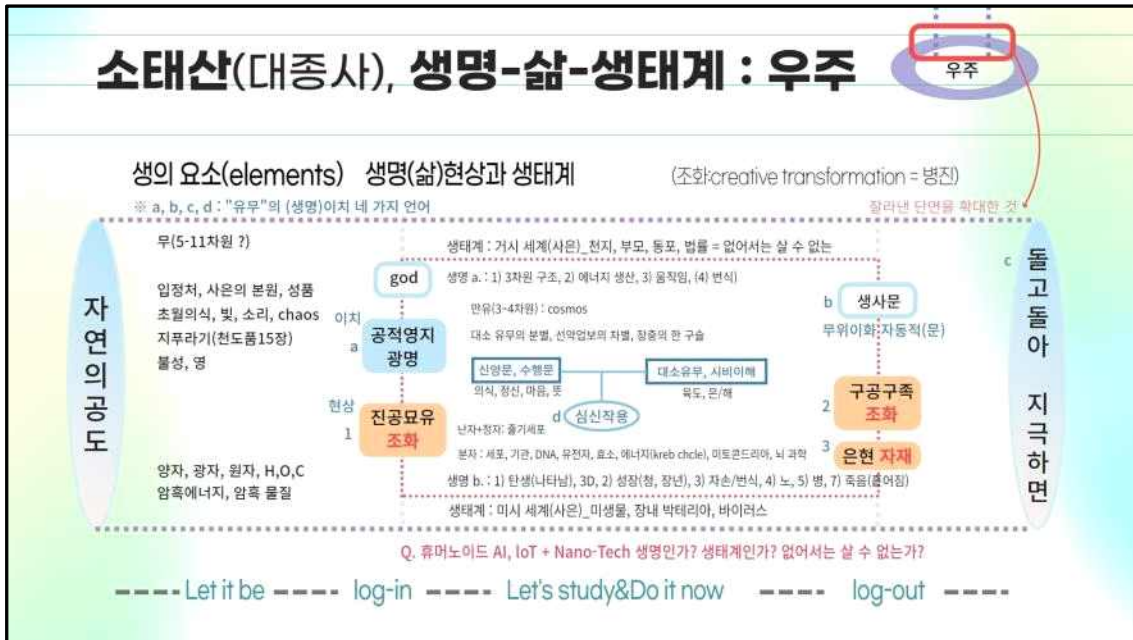 소태산(대종사), 생명-삶-생태계 : 우주
우주
생의 요소(elements) 생명(삶)현상과 생태계 (조화:creative transformation = 병진)
※ a, b, c, d : "유무"의 (생명)이치 네 가지 언어
잘라낸 단면을 확대한 것
자연의공도
무(5-11차원 ?)
입정처, 사은의 본원, 성품
초월의식, 빛, 소리, chaos
지푸라기(천도품15장)
불성, 영
양자, 광자, 원자, H,O,C
암흑에너지, 암흑 물질
god
이치
a
공적영지
광명
현상
1
진공묘유
조화
생태계 : 거시 세계(사은)_천지, 부모, 동포, 법률 = 없어서는 살 수 없는
생명 a. : 1) 3차원 구조, 2) 에너지 생산, 3) 움직임, (4) 번식)
만유(3~4차원) : cosmos
대소 유무의 분별, 선악업보의 차별, 장중의 한 구슬
신앙문, 수행문
의식, 정신, 마음, 뜻
대소유무, 시비이해
육도, 은/해
d
심신작용
난자+정자: 줄기세포
분자 : 세포, 기관, DNA, 유전자, 효소, 에너지(kreb chcle), 미토콘드리아, 뇌 과학
생명 b. : 1) 탄생(나타남), 3D, 2) 성장(청, 장년), 3) 자손/번식, 4) 노, 5) 병, 7) 죽음(흩어짐)
생태계 : 미시 세계(사은)_미생물, 장내 박테리아, 바이러스
b
생사문
무위이화 자동적(문)
2
구공구족
조화
3
은현 자재
c
돌고돌아 지극하면
Q. 휴머노이드 AI, IoT + Nano-Tech 생명인가? 생태계인가? 없어서는 살 수 없는가?
Let it be log-in Let's study&Do it now log-out